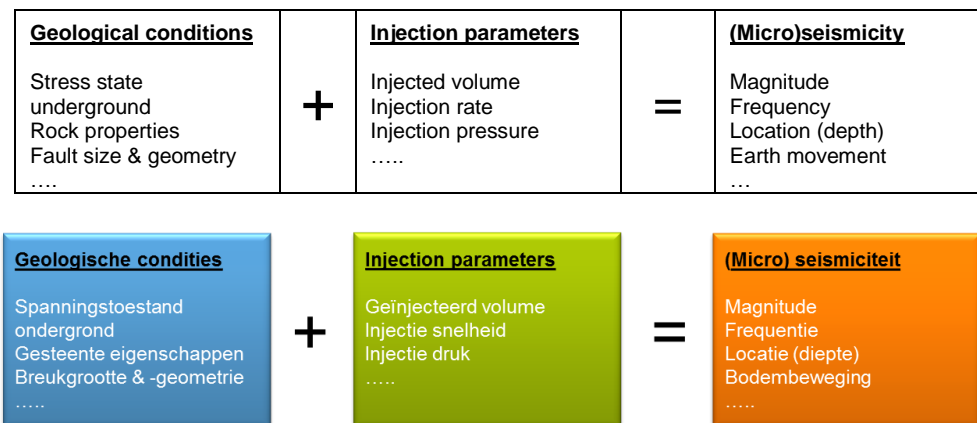 Geological conditions
Stress state
underground
Rock properties
Fault size & geometry
....
+
Injection parameters
Injected volume
Injection rate
Injection pressure
.....
=
(Micro)seismicity
Magnitude
Frequency
Location (depth)
Earth movement
...
Geologische condities
Spanningstoestand
ondergrond
Gesteente eigenschappen
Breukgrootte & -geometrie
.....
+
Injection parameters
Geïnjecteerd volume
Injectie snelheid
Injectie druk
.....
=
(Micro) seismiciteit
Magnitude
Frequentie
Locatie (diepte)
Bodembeweging
.....